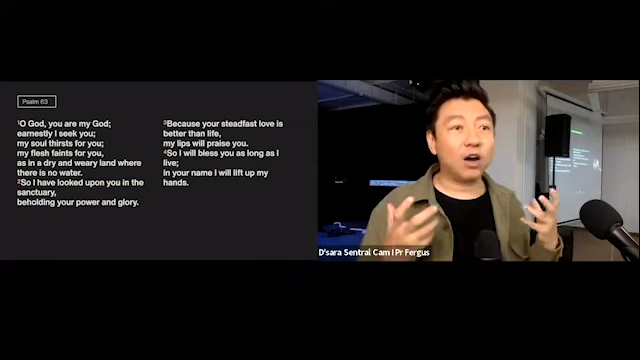 Psalm 63
1O God, you are my God;
earnestly I seek you;
my soul thirsts for you;
my flesh faints for you,
as in a dry and weary land where
there is no water.
2So I have looked upon you in the
sanctuary,
beholding your power and glory.
3Because your steadfast love is
better than life,
my lips will praise you.
4So I will bless you as long as I
live;
in your name I will lift up my
hands.
D'sara Sentral Cam I Pr Fergus